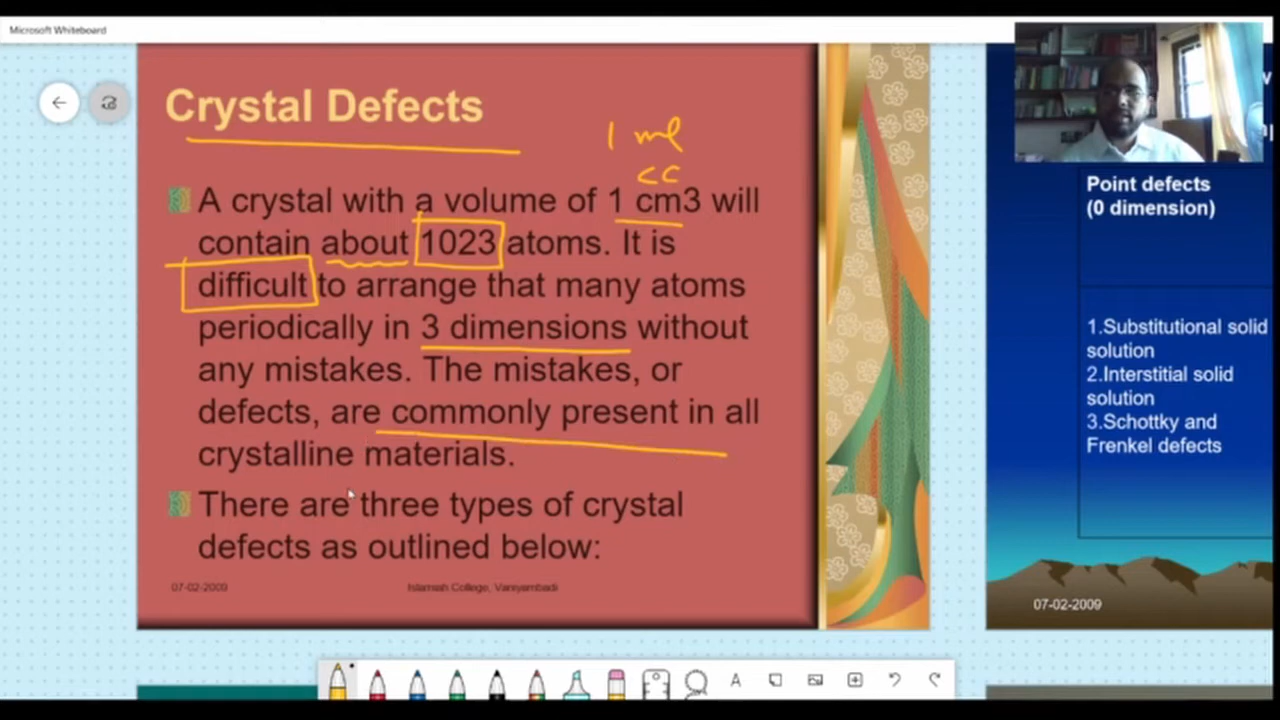 Microsoft Whiteboard
Crystal Defects
1 ml
cc
A crystal with a volume of 1 cm3 will
contain about 1023 atoms. It is
difficult to arrange that many atoms
periodically in 3 dimensions without
any mistakes. The mistakes, or
defects, are commonly present in all
crystalline materials.
There are three types of crystal
defects as outlined below:
07-02-2009
Islamiah College, Vaniyambadi
Point defects
(0 dimension)
1.Substitutional solid
solution
2.Interstitial solid
solution
3.Schottky and
Frenkel defects
07-02-2009
A